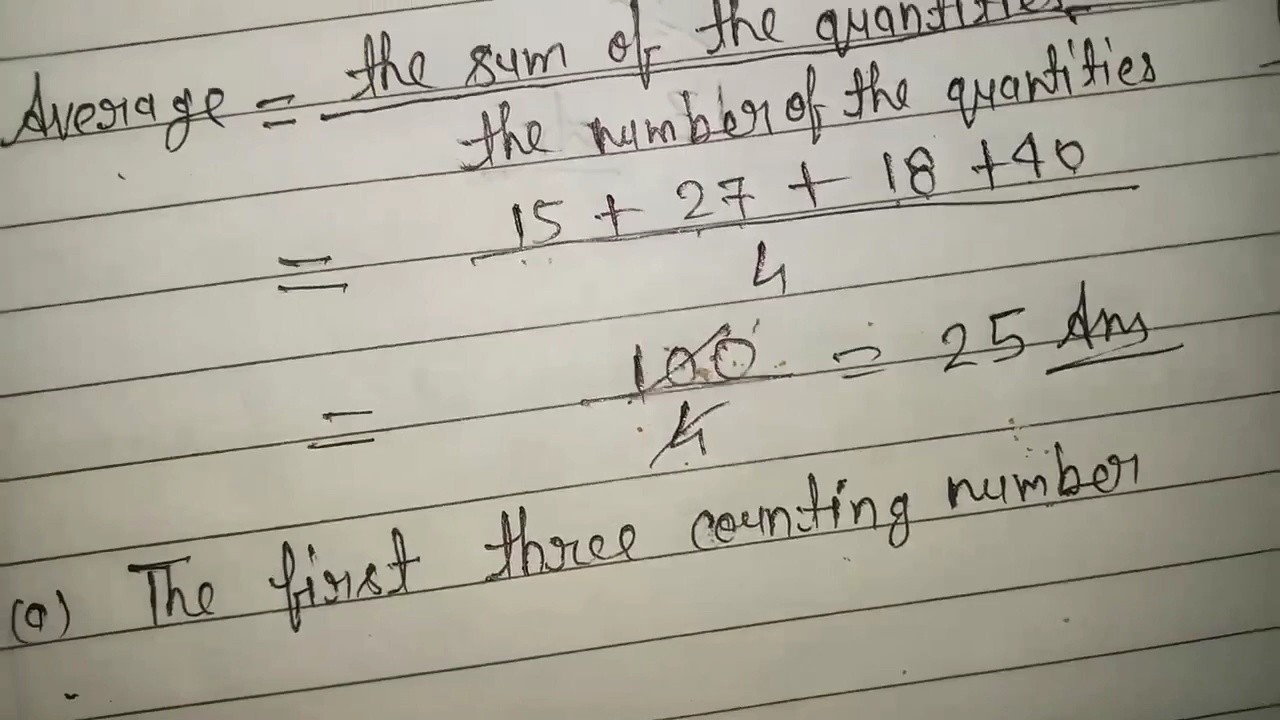 Average = the sum of the quantities
the number of the quantities
= 15 + 27 + 18 + 40
4
= 100 = 25 Ans
4
(a) The first three counting number